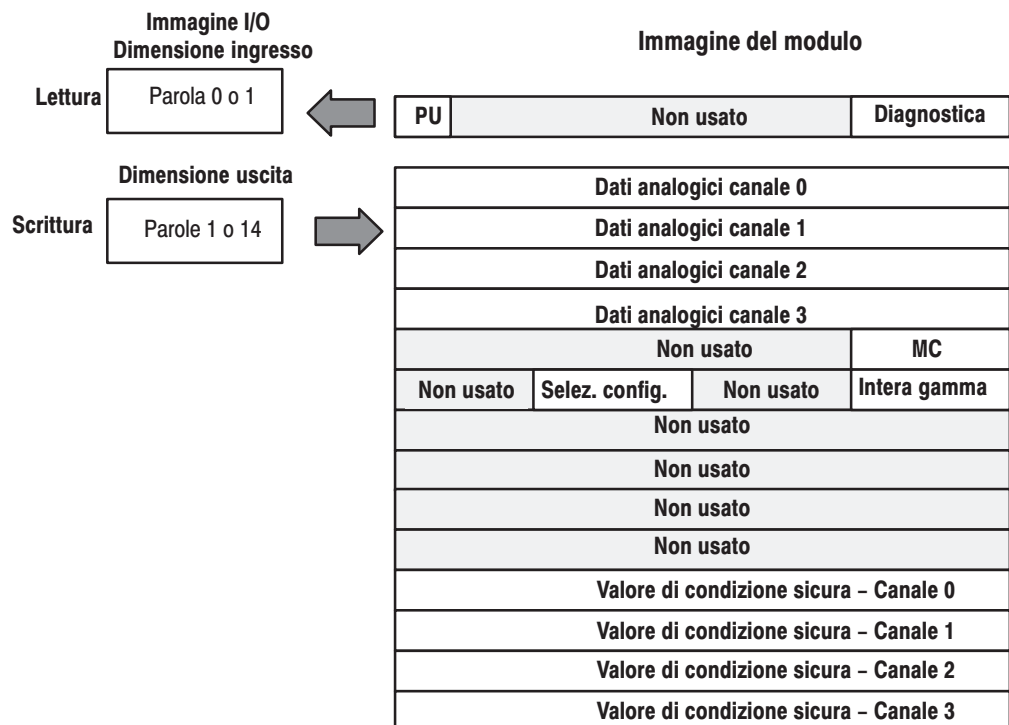 Immagine I/O
Dimensione ingresso
Immagine del modulo
Lettura
Parola 0 o 1
PU
Non usato
Diagnostica
Dimensione uscita
Scrittura
Parole 1 o 14
Dati analogici canale 0
Dati analogici canale 1
Dati analogici canale 2
Dati analogici canale 3
Non usato
MC
Non usato
Selez. config.
Non usato
Intera gamma
Non usato
Non usato
Non usato
Non usato
Valore di condizione sicura – Canale 0
Valore di condizione sicura – Canale 1
Valore di condizione sicura – Canale 2
Valore di condizione sicura – Canale 3